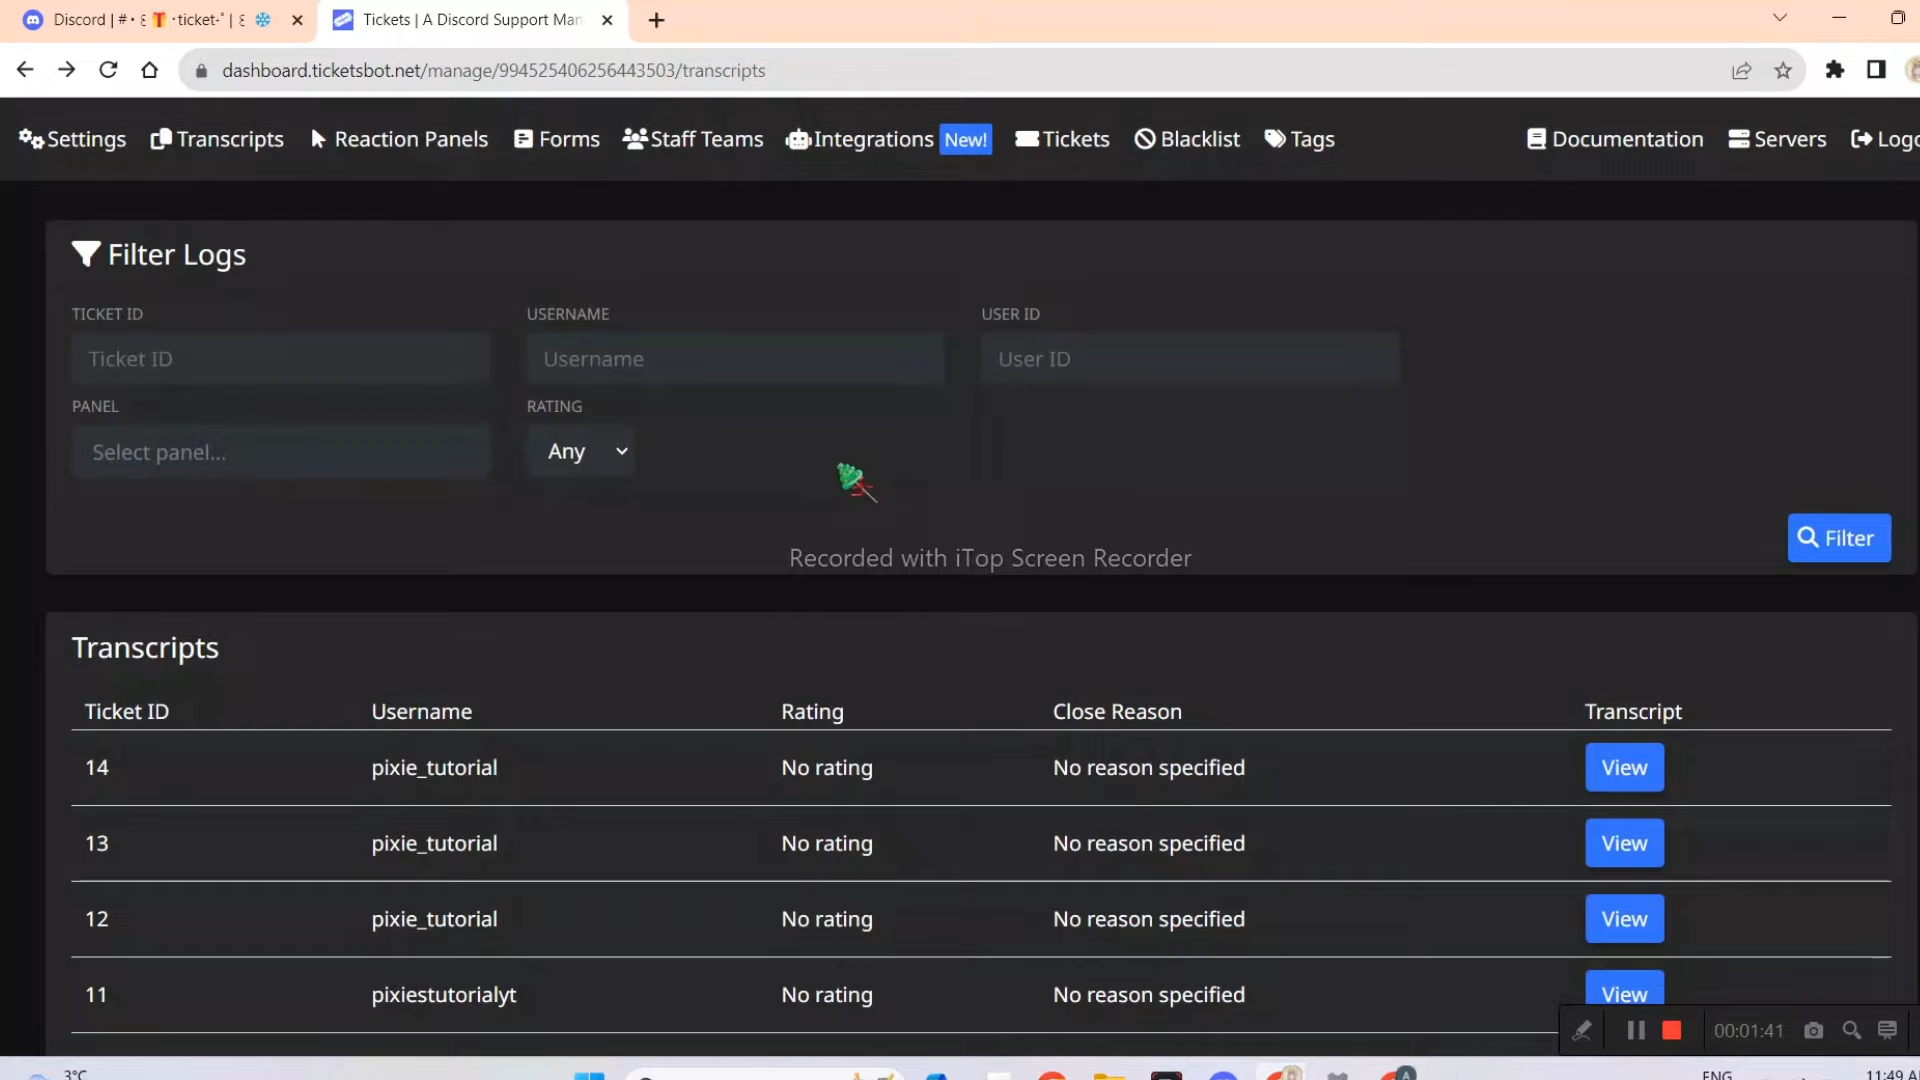 Discord | # • ꒰🎁・ticket-˚ | ꒰ ❄️
Tickets | A Discord Support Man
dashboard.ticketsbot.net/manage/994525406256443503/transcripts
Settings Transcripts Reaction Panels Forms Staff Teams Integrations New! Tickets Blacklist Tags Documentation Servers Logo
Filter Logs
TICKET ID USERNAME USER ID
Ticket ID Username User ID
PANEL RATING
Select panel... Any
Filter
Recorded with iTop Screen Recorder
Transcripts
Ticket ID Username Rating Close Reason Transcript
14 pixie_tutorial No rating No reason specified View
13 pixie_tutorial No rating No reason specified View
12 pixie_tutorial No rating No reason specified View
11 pixiestutorialyt No rating No reason specified View
00:01:41
3°C ENG 11:49 A